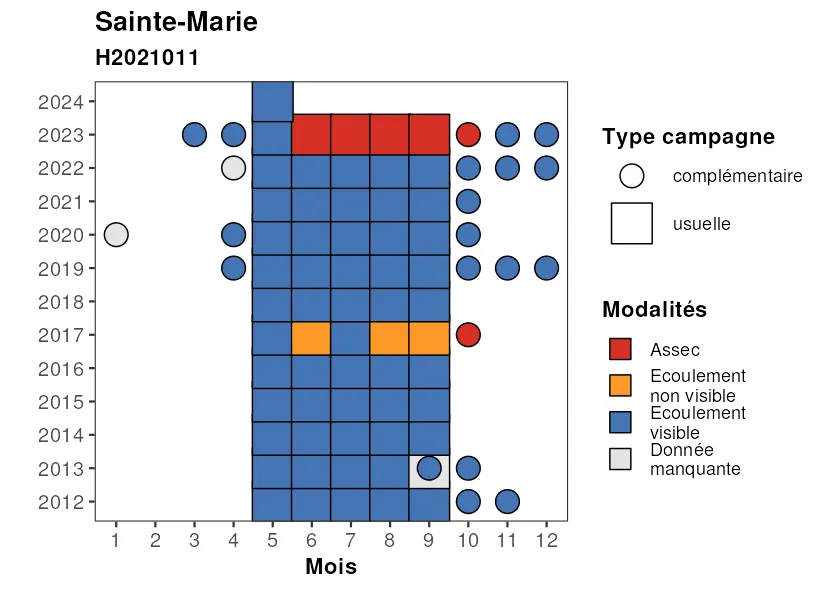 Sainte-Marie
H2021011
2024
2023
2022
2021
2020
2019
2018
2017
2016
2015
2014
2013
2012
1 2 3 4 5 6 7 8 9 10 11 12
Mois
Type campagne
complémentaire
usuelle
Modalités
Assec
Ecoulement
non visible
Ecoulement
visible
Donnée
manquante